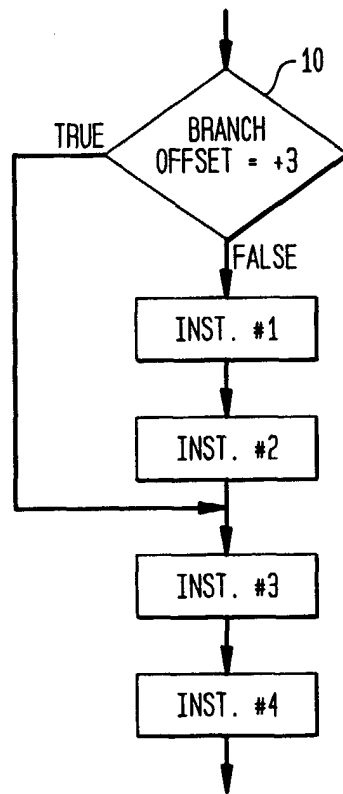 10
BRANCH
OFFSET = +3
TRUE
FALSE
INST. #1
INST. #2
INST. #3
INST. #4